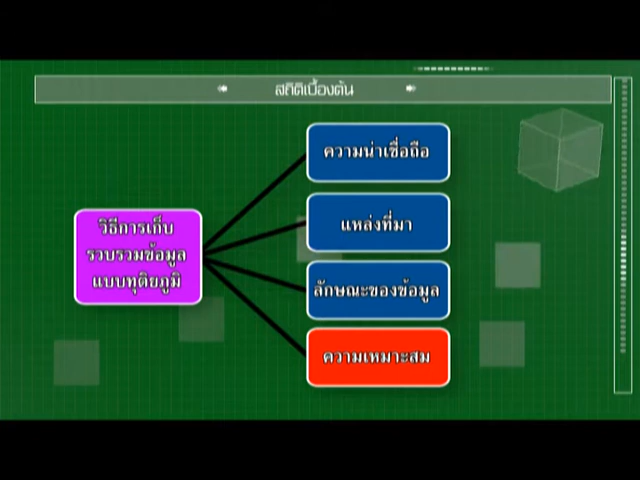 สถิติเบื้องต้น
วิธีการเก็บ
รวบรวมข้อมูล
แบบทุติยภูมิ
ความน่าเชื่อถือ
แหล่งที่มา
ลักษณะของข้อมูล
ความเหมาะสม